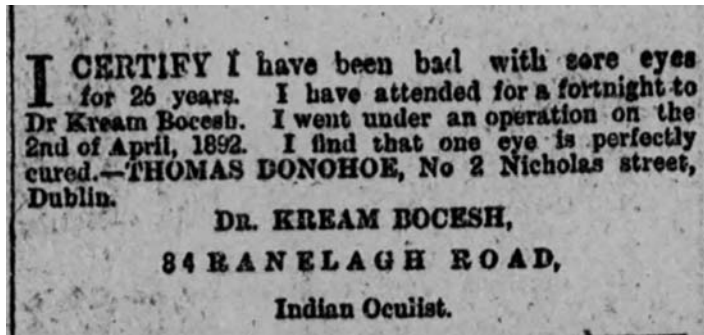 I CERTIFY I have been bad with sore eyes
for 26 years. I have attended for a fortnight to
Dr Kream Bocesh. I went under an operation on the
2nd of April, 1892. I find that one eye is perfectly
cured.—THOMAS DONOHOE, No 2 Nicholas street,
Dublin.
DR. KREAM BOCESH,
84 RANELAGH ROAD,
Indian Oculist.